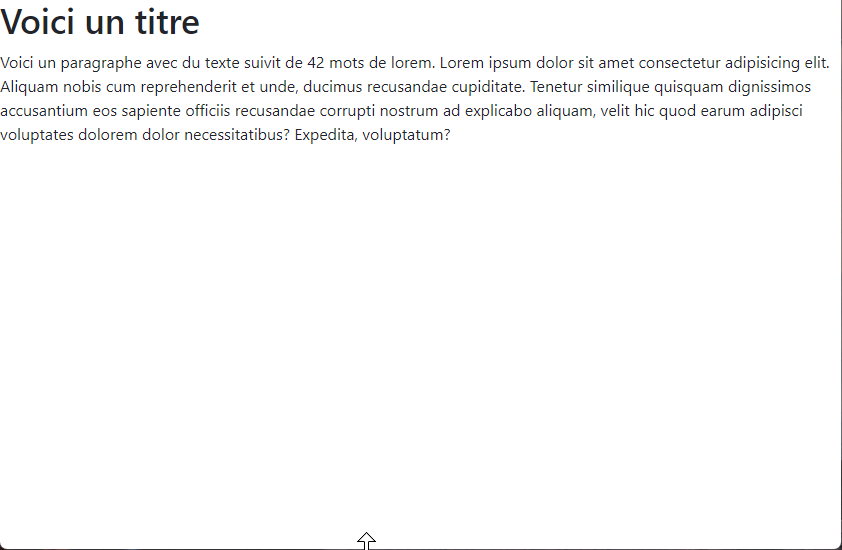 Voici un titre
Voici un paragraphe avec du texte suivit de 42 mots de lorem. Lorem ipsum dolor sit amet consectetur adipisicing elit.
Aliquam nobis cum reprehenderit et unde, ducimus recusandae cupiditate. Tenetur similique quisquam dignissimos
accusantium eos sapiente officiis recusandae corrupti nostrum ad explicabo aliquam, velit hic quod earum adipisci
voluptates dolorem dolor necessitatibus? Expedita, voluptatum?